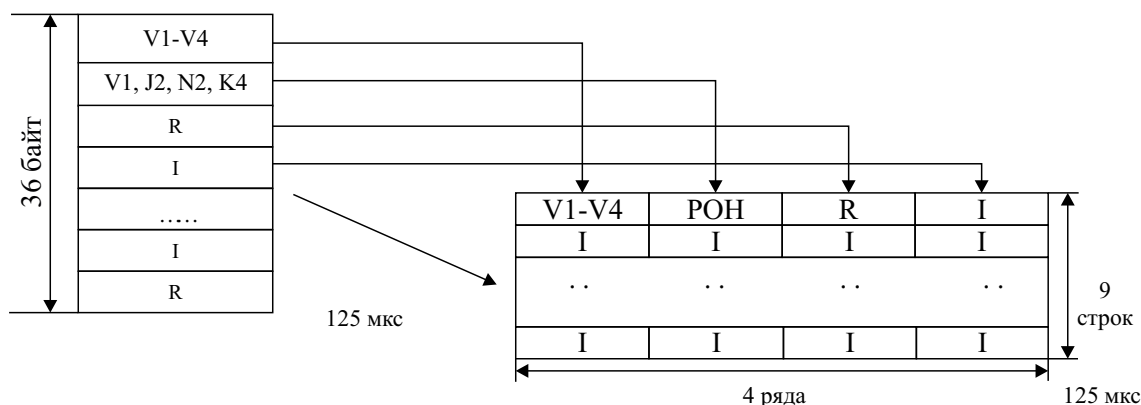 36 байт
V1-V4
V1, J2, N2, K4
R
I
……
I
R
125 мкс
V1-V4 POH R I
I I I I
.. .. .. ..
I I I I
9
строк
4 ряда
125 мкс